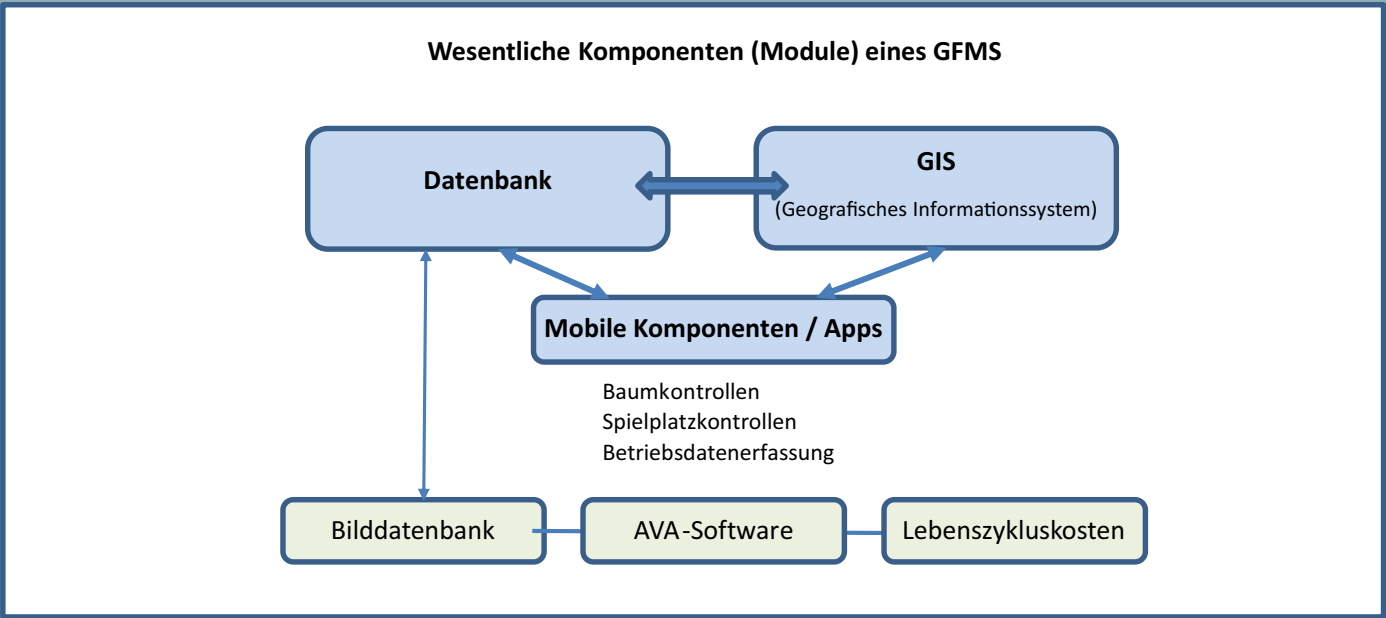 Wesentliche Komponenten (Module) eines GFMS
Datenbank
GIS
(Geografisches Informationssystem)
Mobile Komponenten / Apps
Baumkontrollen
Spielplatzkontrollen
Betriebsdatenerfassung
Bilddatenbank
AVA-Software
Lebenszykluskosten